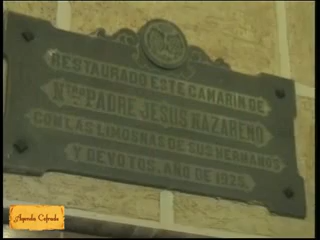 RESTAURADO ESTE CAMARIN DE
NTRO PADRE JESUS NAZARENO
CON LAS LIMOSNAS DE SUS HERMANOS
Y DEVOTOS, AÑO DE 1925.
Agenda Cofrade